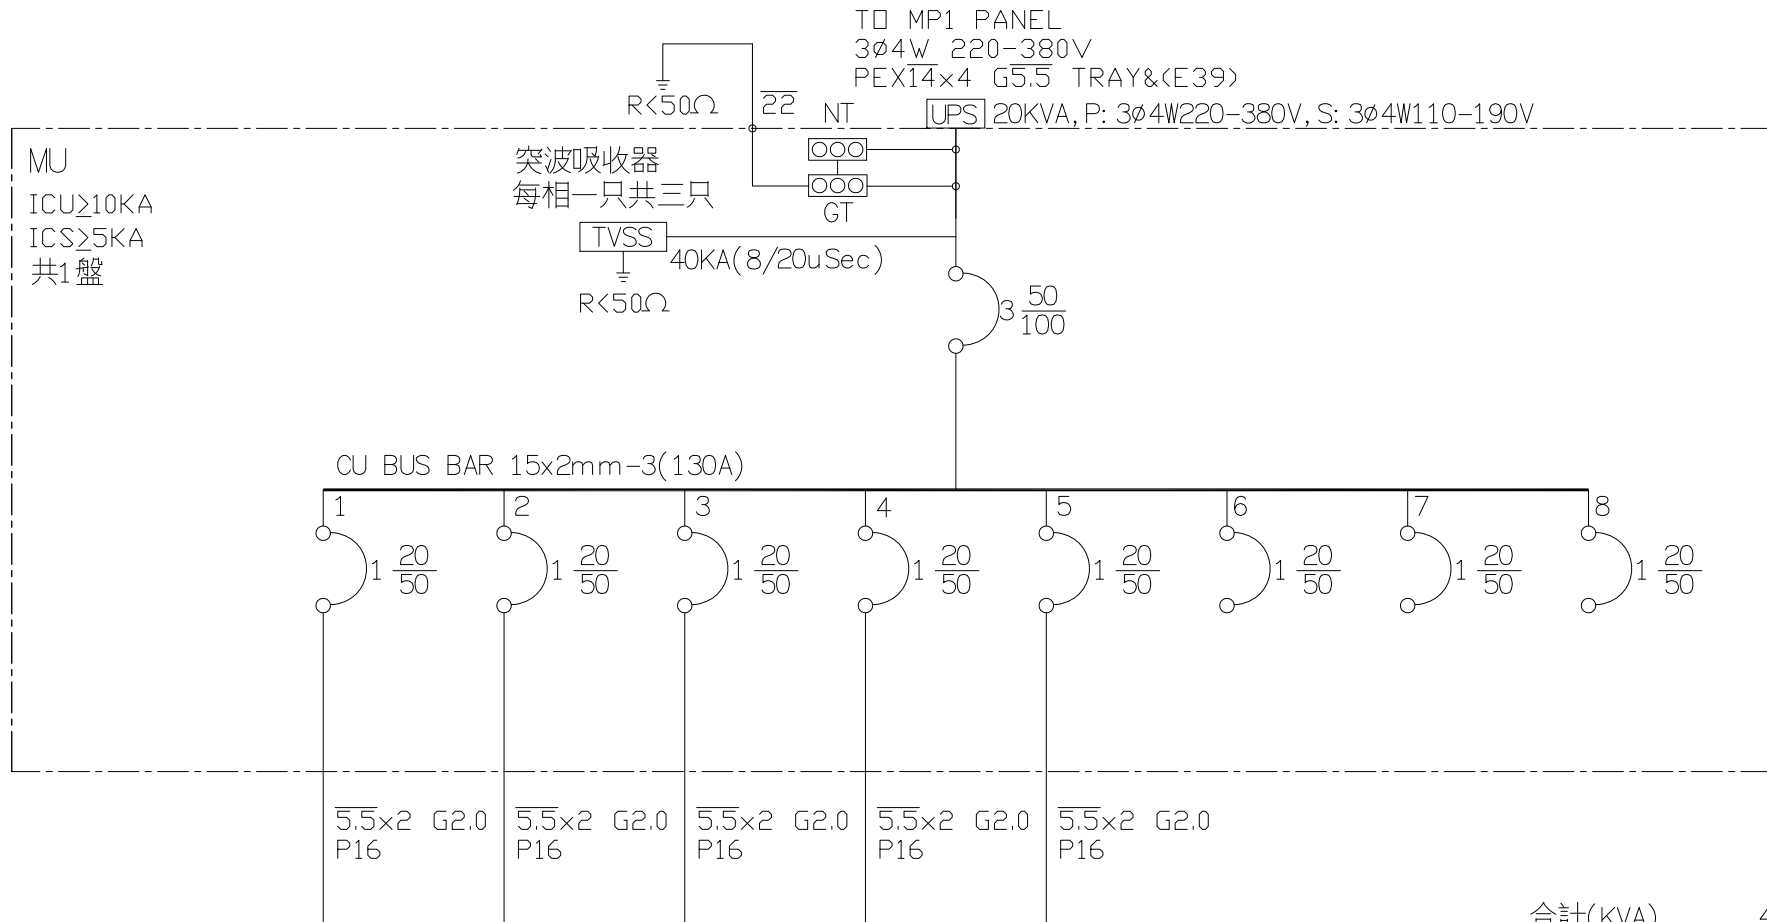 TO MP1 PANEL
3ø4W 220-380V
PEX14x4 G5.5 TRAY&(E39)
R<50Ω
22
NT
UPS 20KVA, P: 3ø4W220-380V, S: 3ø4W110-190V
MU
ICU≥10KA
ICS≥5KA
共1盤
突波吸收器
每相一只共三只
GT
TVSS
40KA(8/20uSec)
R<50Ω
3 50/100
CU BUS BAR 15x2mm-3(130A)
1 2 3 4 5 6 7 8
1 20/50 1 20/50 1 20/50 1 20/50 1 20/50 1 20/50 1 20/50 1 20/50
5.5x2 G2.0 5.5x2 G2.0 5.5x2 G2.0 5.5x2 G2.0 5.5x2 G2.0
P16 P16 P16 P16 P16
合計(KVA)